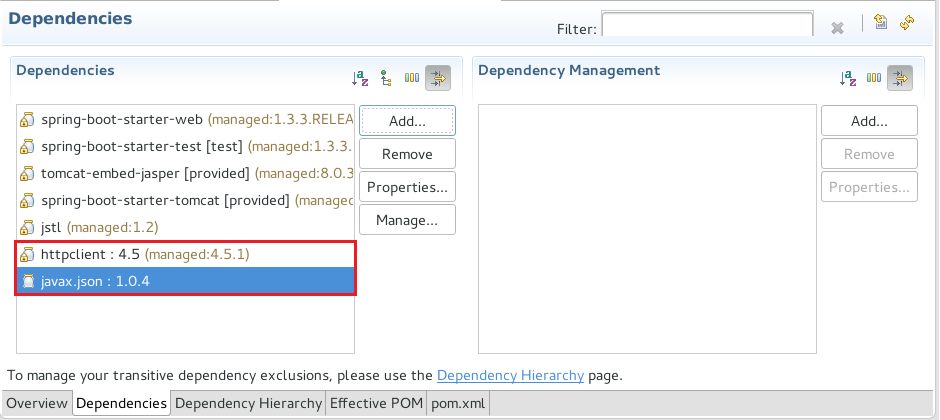 Dependencies
Filter:
Dependencies
spring-boot-starter-web (managed:1.3.3.RELEA
spring-boot-starter-test [test] (managed:1.3.3.
tomcat-embed-jasper [provided] (managed:8.0.3
spring-boot-starter-tomcat [provided] (managed
jstl (managed:1.2)
httpclient : 4.5 (managed:4.5.1)
javax.json : 1.0.4
Add...
Remove
Properties...
Manage...
Dependency Management
Add...
Remove
Properties...
To manage your transitive dependency exclusions, please use the Dependency Hierarchy page.
Overview Dependencies Dependency Hierarchy Effective POM pom.xml